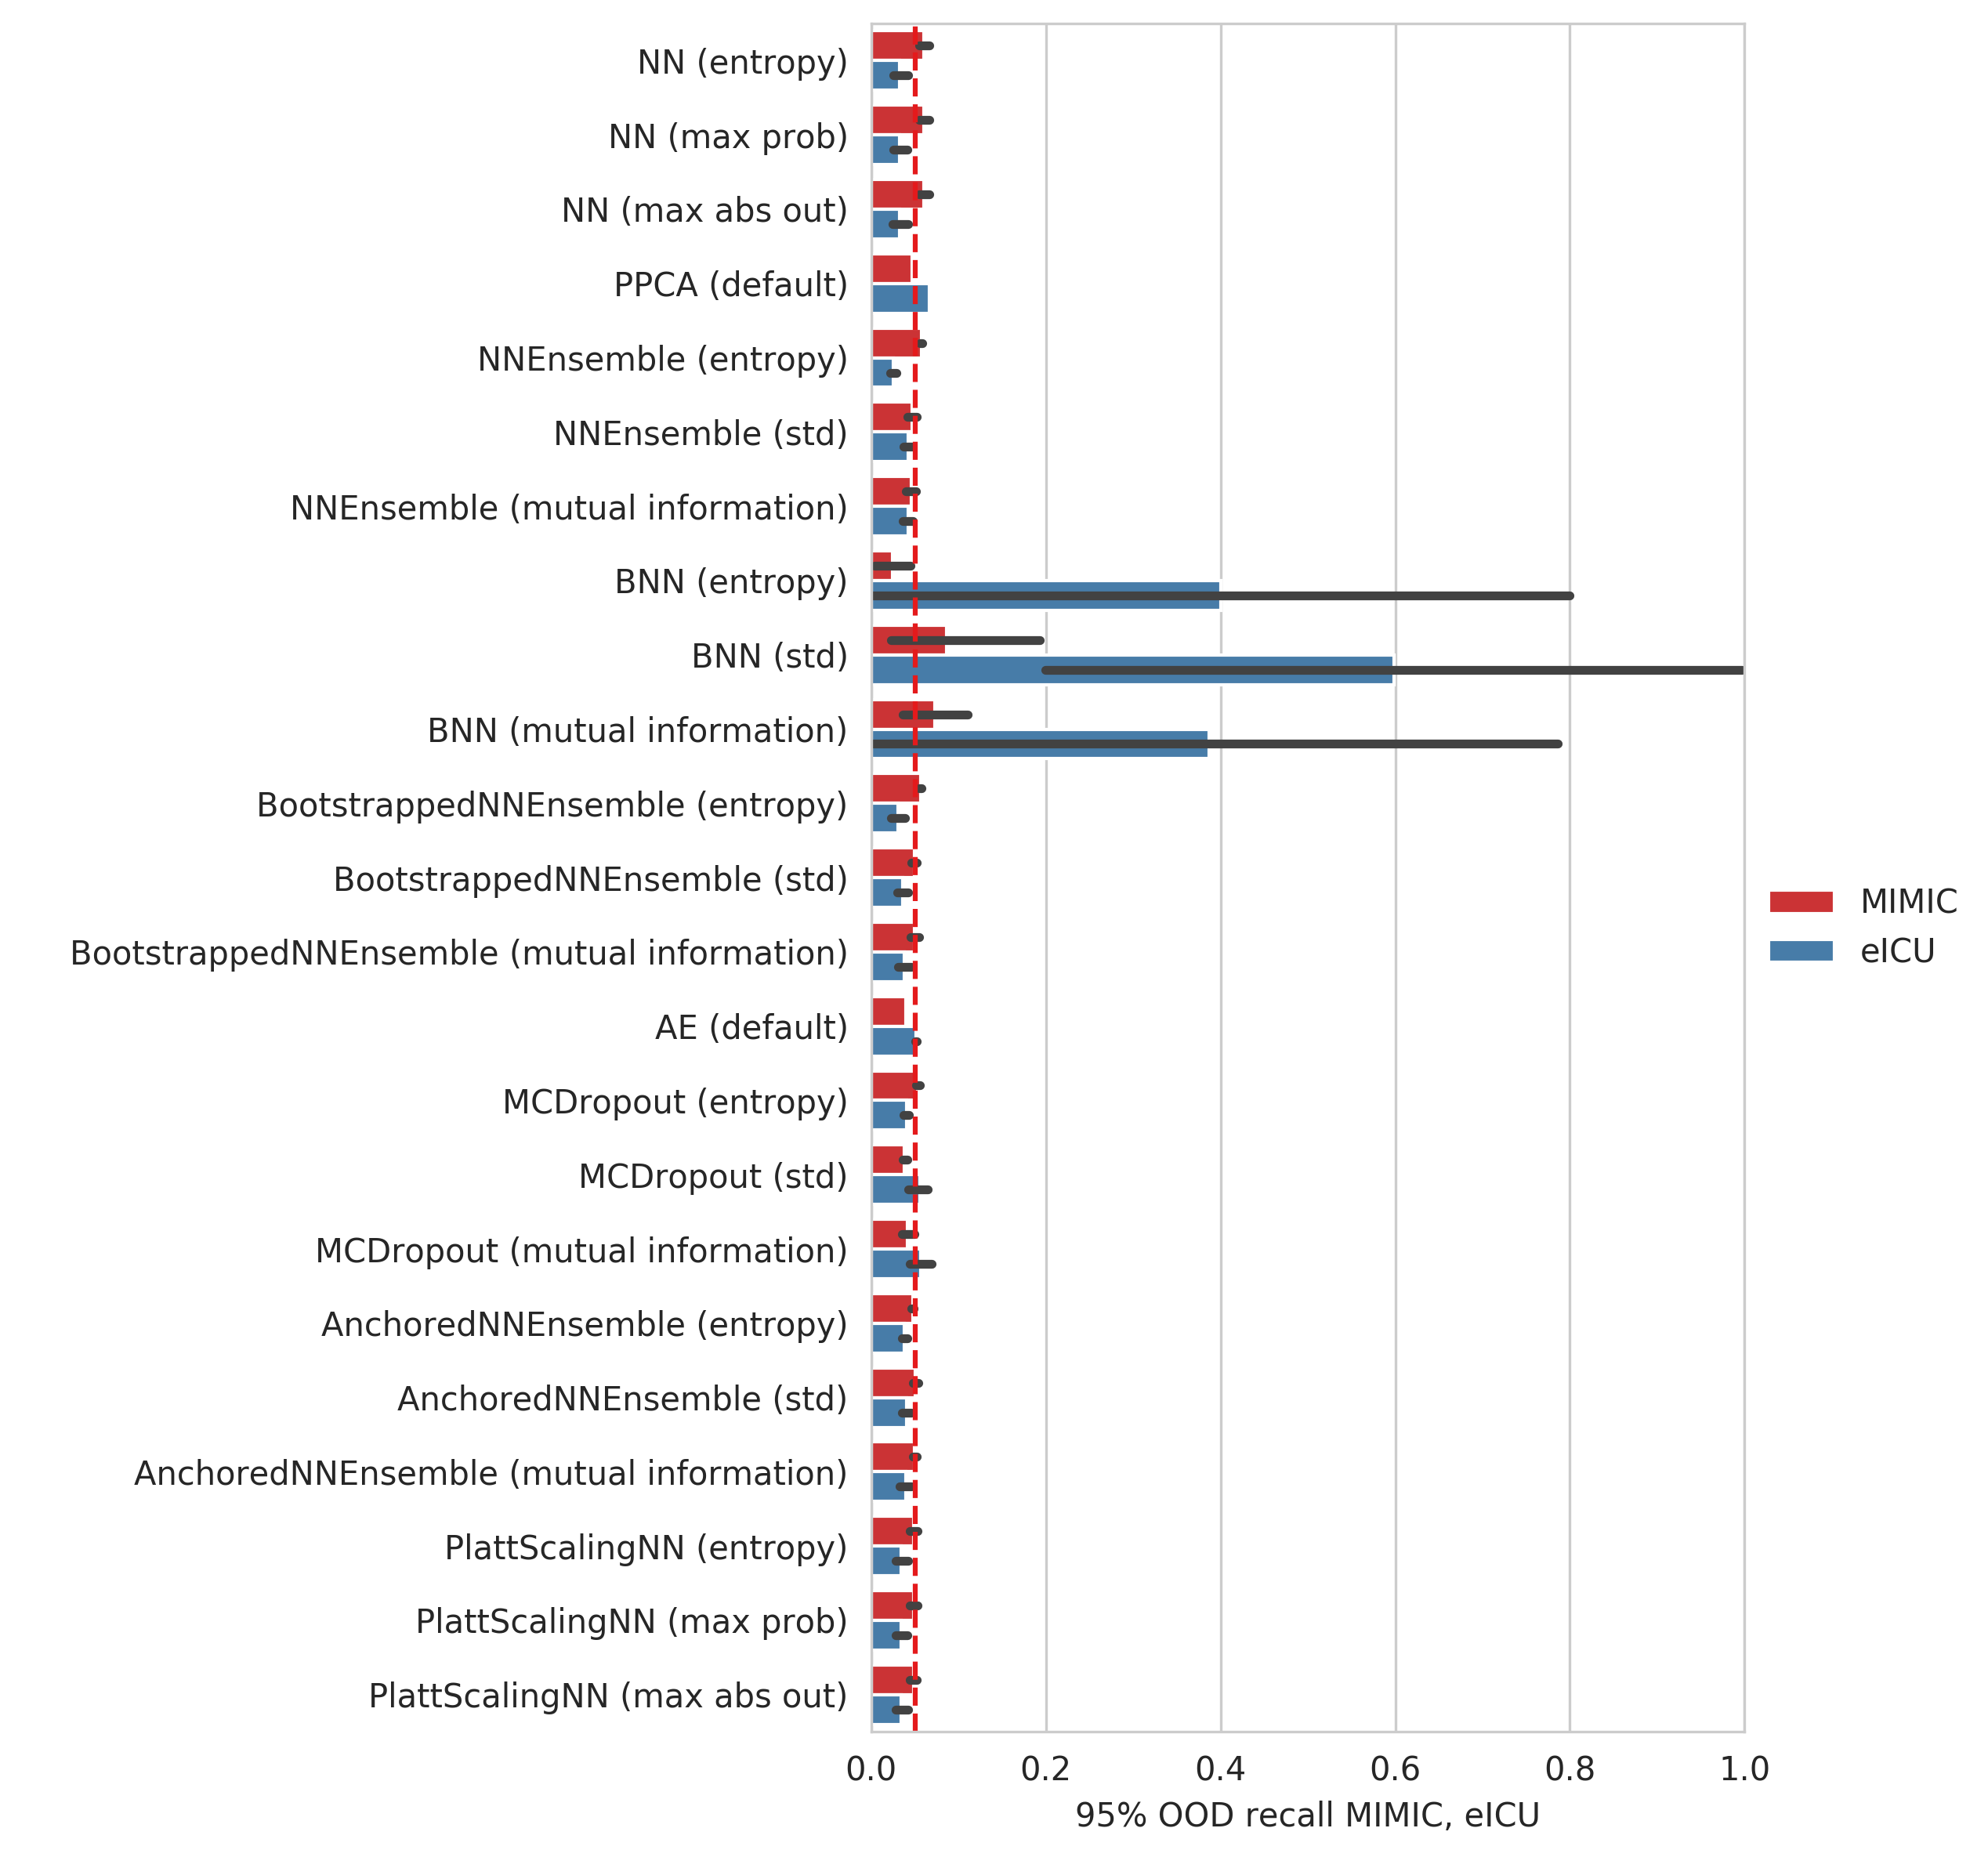 NN (entropy)
NN (max prob)
NN (max abs out)
PPCA (default)
NNEnsemble (entropy)
NNEnsemble (std)
NNEnsemble (mutual information)
BNN (entropy)
BNN (std)
BNN (mutual information)
BootstrappedNNEnsemble (entropy)
BootstrappedNNEnsemble (std)
BootstrappedNNEnsemble (mutual information)
AE (default)
MCDropout (entropy)
MCDropout (std)
MCDropout (mutual information)
AnchoredNNEnsemble (entropy)
AnchoredNNEnsemble (std)
AnchoredNNEnsemble (mutual information)
PlattScalingNN (entropy)
PlattScalingNN (max prob)
PlattScalingNN (max abs out)
MIMIC
eICU
0.0 0.2 0.4 0.6 0.8 1.0
95% OOD recall MIMIC, eICU